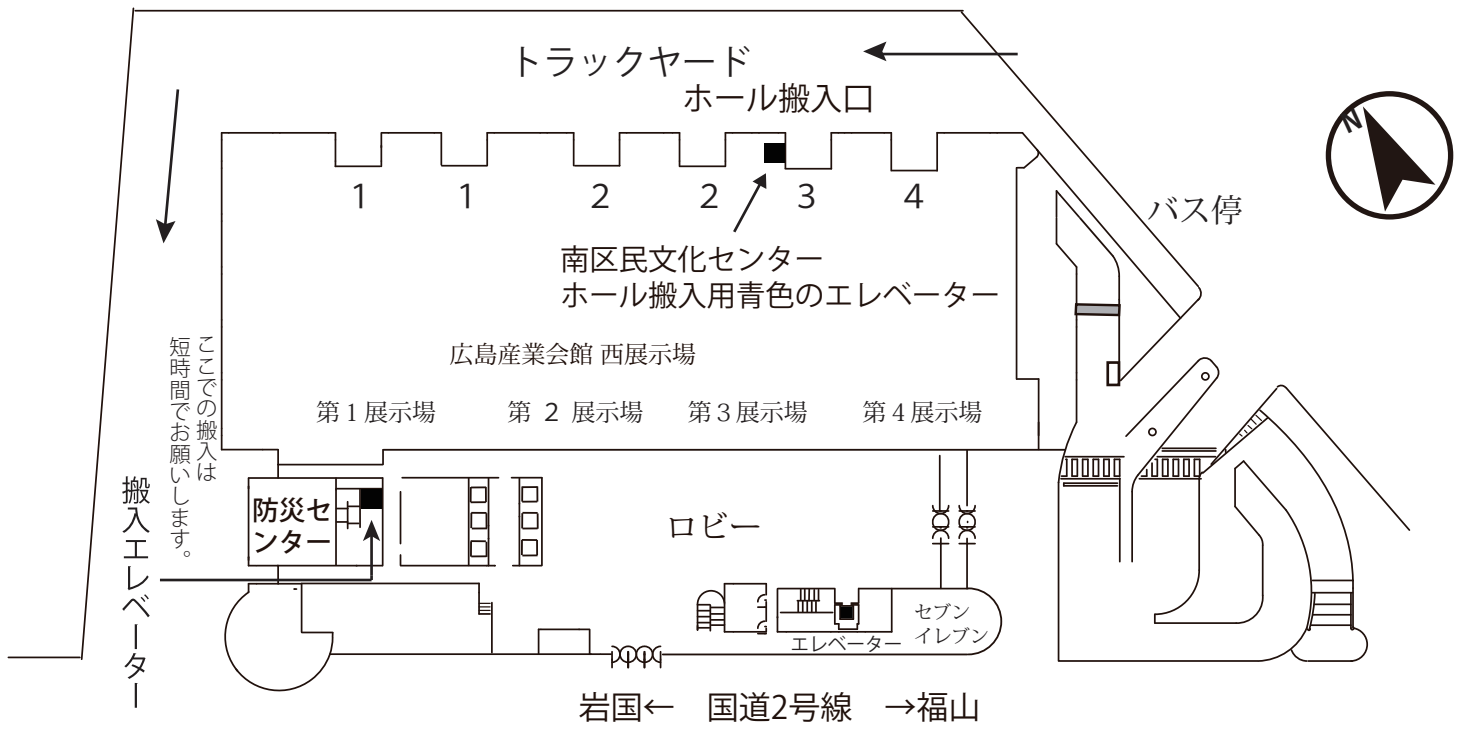 トラックヤード
ホール搬入口
N
1 1 2 2 3 4
バス停
南区民文化センター
ホール搬入用青色のエレベーター
広島産業会館 西展示場
第1展示場 第 2 展示場 第3展示場 第4展示場
ここでの搬入は
短時間でお願いします。
搬入エレベーター
防災セ
ンター
ロビー
セブン
イレブン
エレベーター
岩国← 国道2号線 →福山